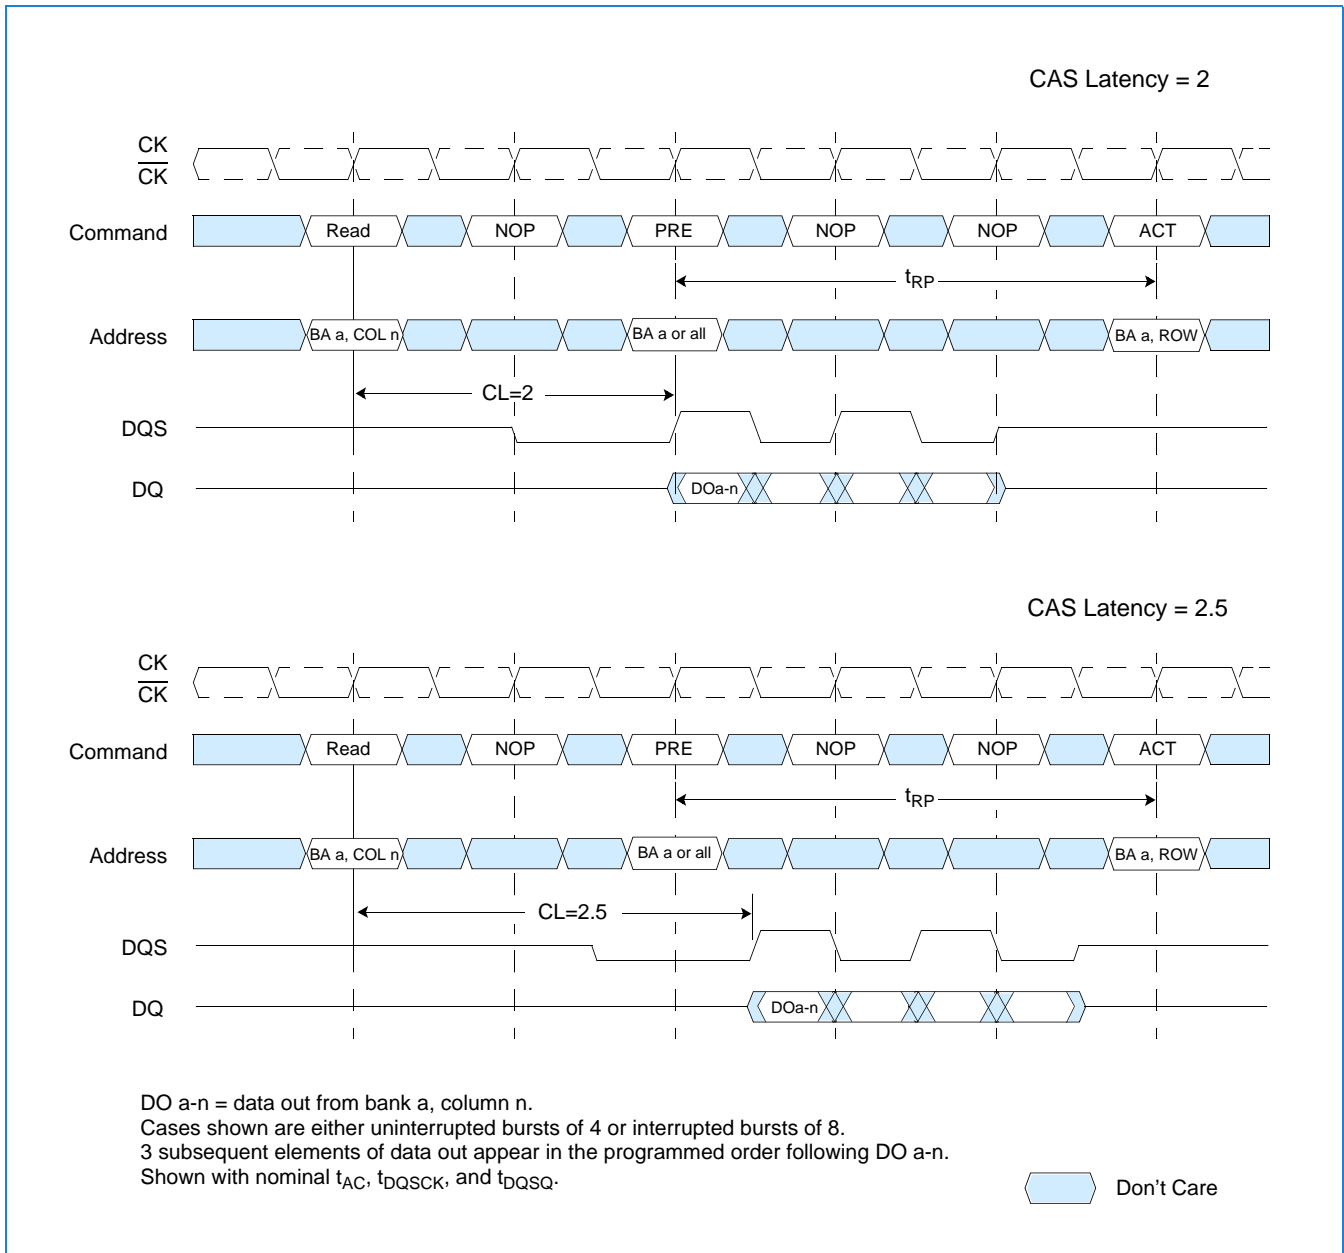 CAS Latency = 2
CK
CK
Command Read NOP PRE NOP NOP ACT
tRP
Address BA a, COL n BA a or all BA a, ROW
CL=2
DQS
DQ DOa-n
CAS Latency = 2.5
CK
CK
Command Read NOP PRE NOP NOP ACT
tRP
Address BA a, COL n BA a or all BA a, ROW
CL=2.5
DQS
DQ DOa-n
DO a-n = data out from bank a, column n.
Cases shown are either uninterrupted bursts of 4 or interrupted bursts of 8.
3 subsequent elements of data out appear in the programmed order following DO a-n.
Shown with nominal tAC, tDQSCK, and tDQSQ.
Don't Care